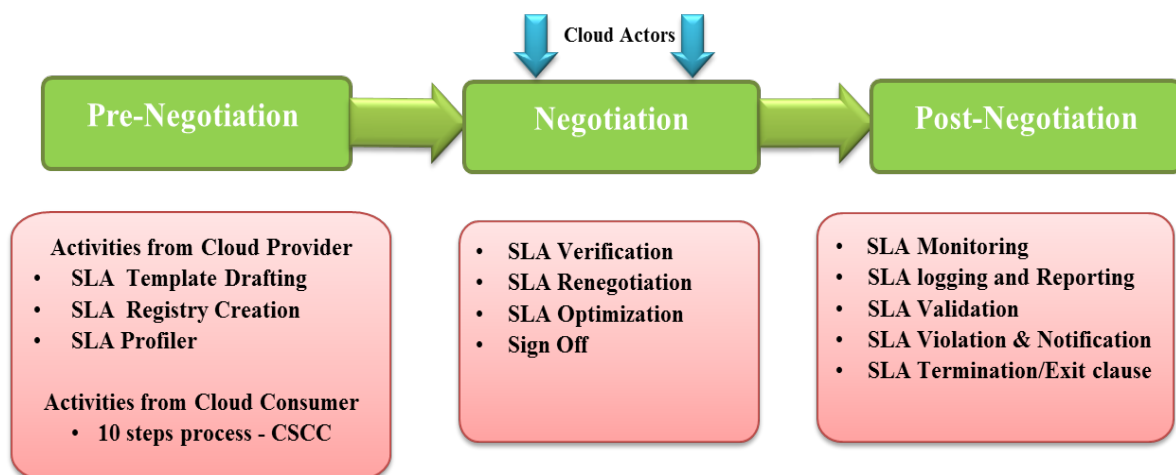 Cloud Actors
Pre-Negotiation
Negotiation
Post-Negotiation
Activities from Cloud Provider
• SLA Template Drafting
• SLA Registry Creation
• SLA Profiler
Activities from Cloud Consumer
• 10 steps process - CSCC
• SLA Verification
• SLA Renegotiation
• SLA Optimization
• Sign Off
• SLA Monitoring
• SLA logging and Reporting
• SLA Validation
• SLA Violation & Notification
• SLA Termination/Exit clause